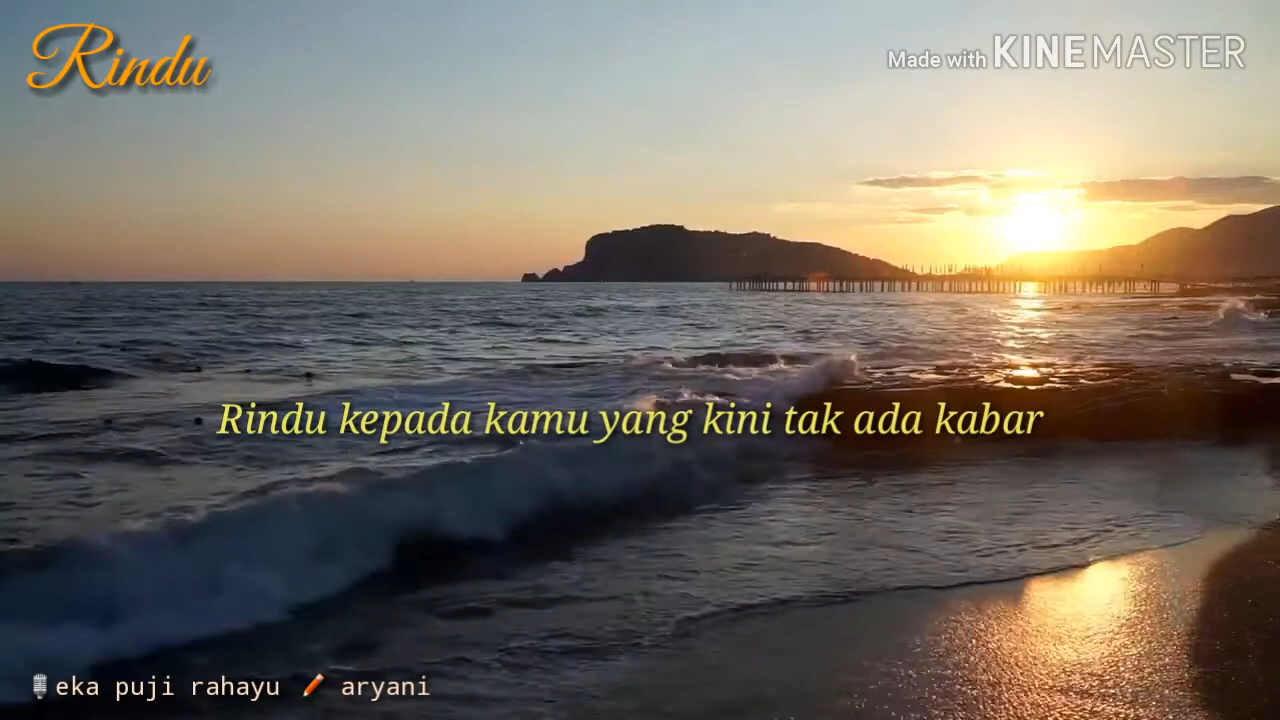 Rindu
Made with KINEMASTER
Rindu kepada kamu yang kini tak ada kabar
eka puji rahayu aryani